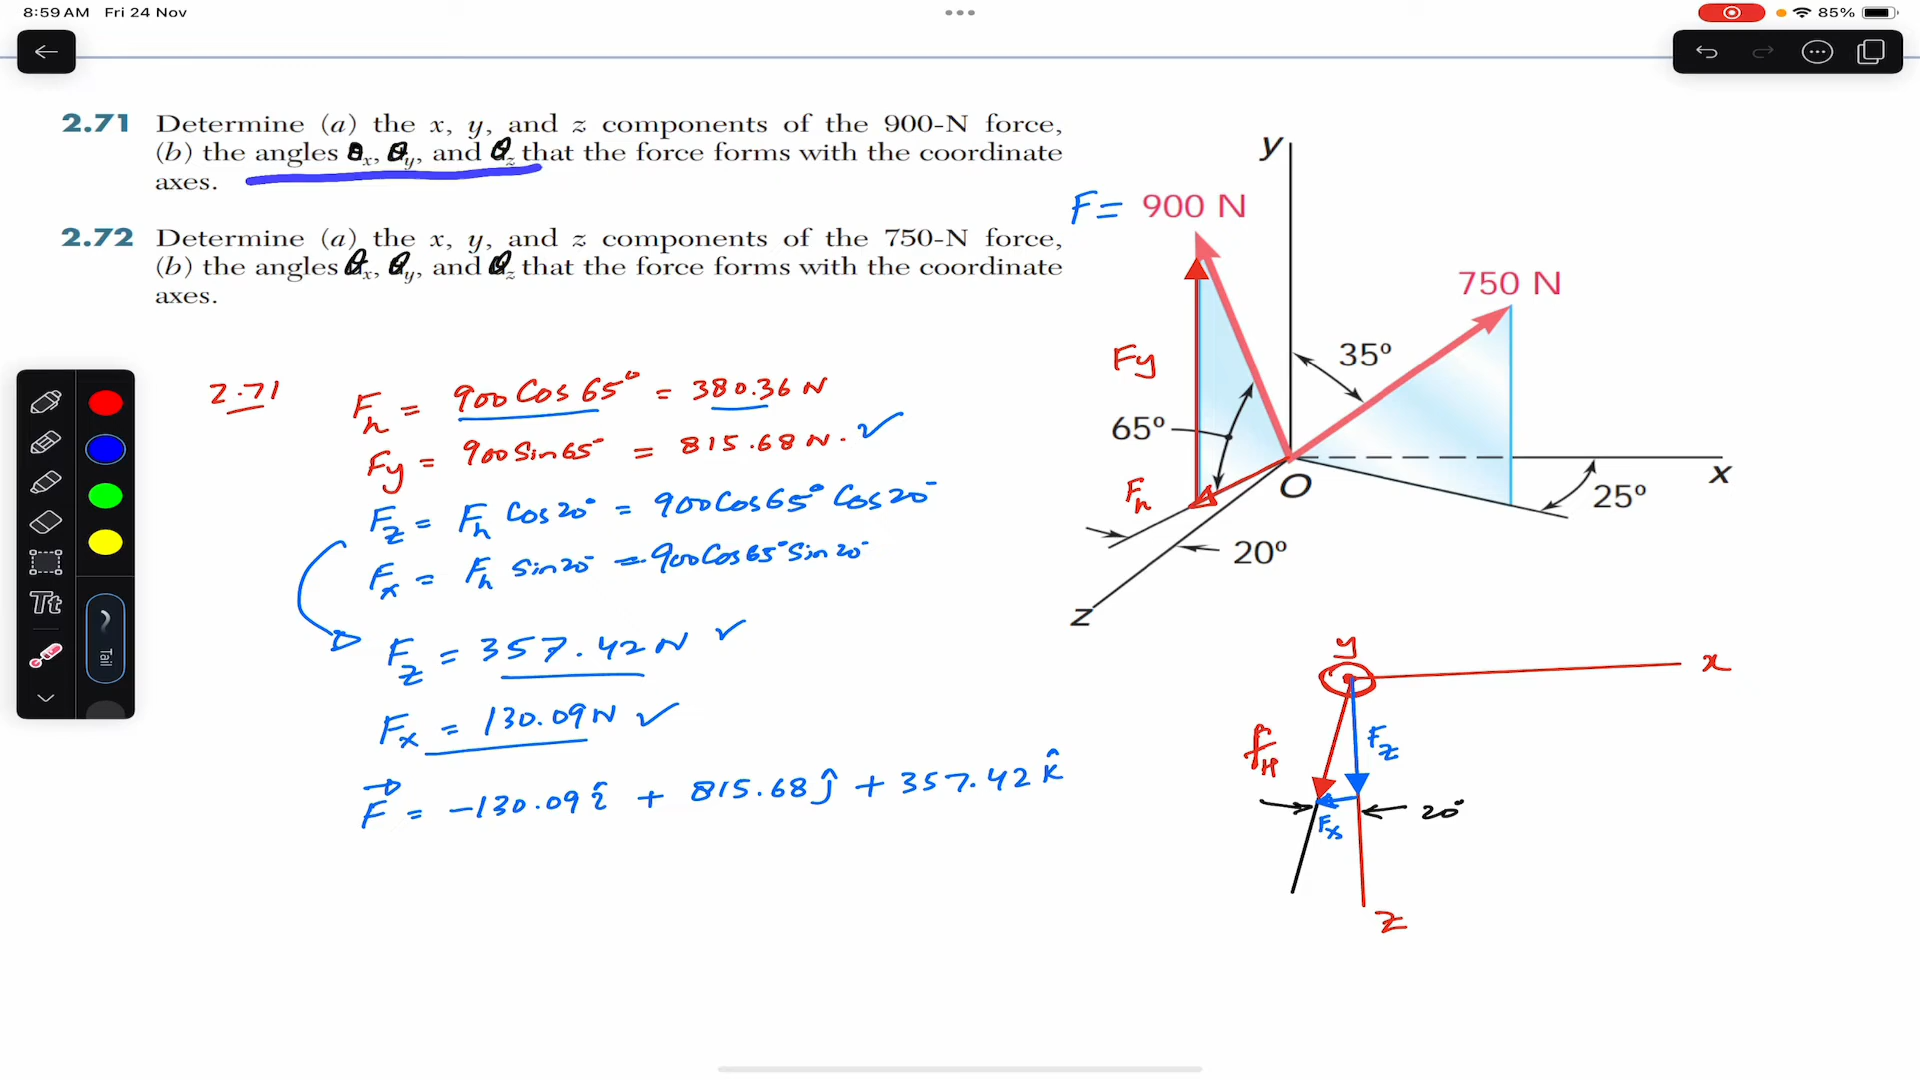 8:59 AM Fri 24 Nov
85%
2.71 Determine (a) the x, y, and z components of the 900-N force,
(b) the angles θx, θy, and θz that the force forms with the coordinate
axes.
2.72 Determine (a) the x, y, and z components of the 750-N force,
(b) the angles θx, θy, and θz that the force forms with the coordinate
axes.
y
F = 900 N
750 N
35°
Fy
65°
Fh
O
x
25°
20°
z
2.71
Fh = 900 Cos 65° = 380.36 N
Fy = 900 Sin 65° = 815.68 N. ✓
Fz = Fh Cos 20° = 900 Cos 65° Cos 20°
Fx = Fh Sin 20° = 900 Cos 65° Sin 20°
Fz = 357.42 N ✓
Fx = 130.09 N ✓
F = -130.09 î + 815.68 ĵ + 357.42 k̂
y
x
fH
Fz
Fx
20°
z
Tt
Tail